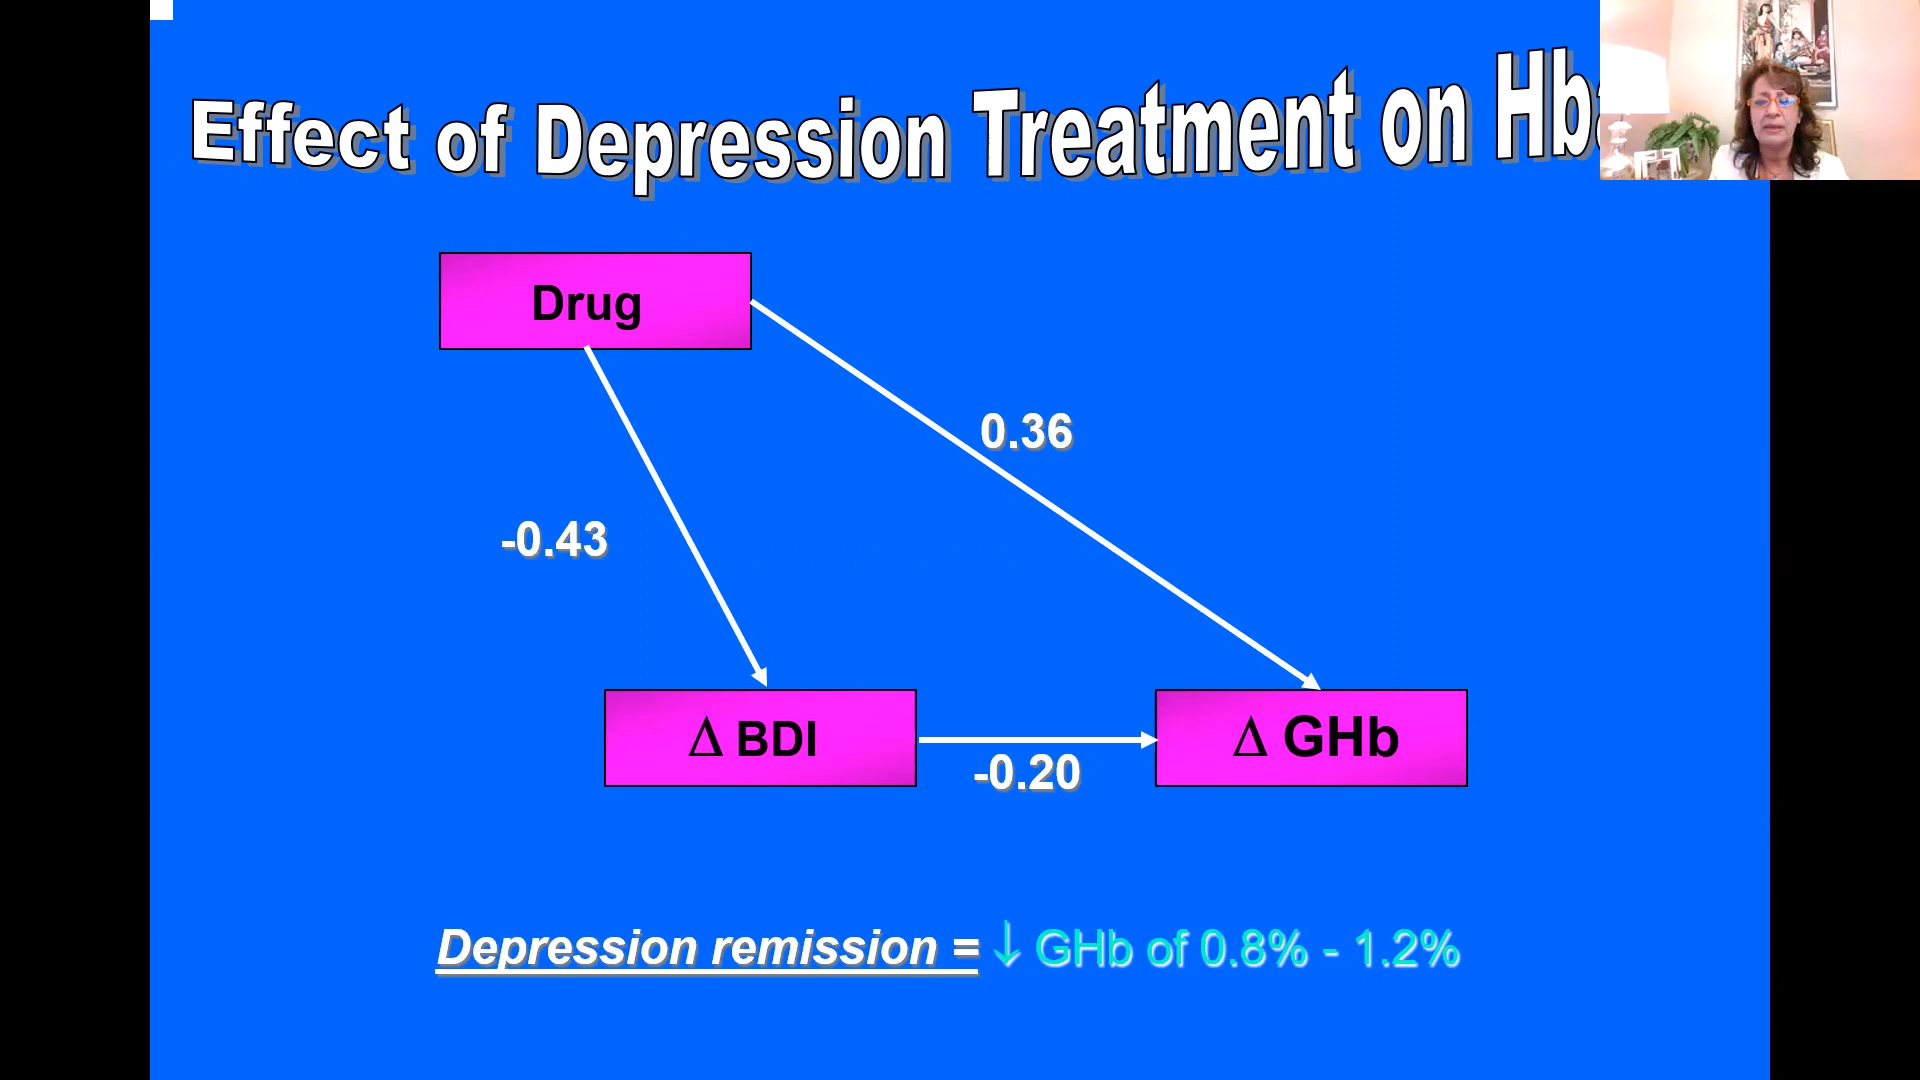 Effect of Depression Treatment on
Drug
0.36
-0.43
Δ BDI
Δ GHb
-0.20
Depression remission = ↓ GHb of 0.8% - 1.2%